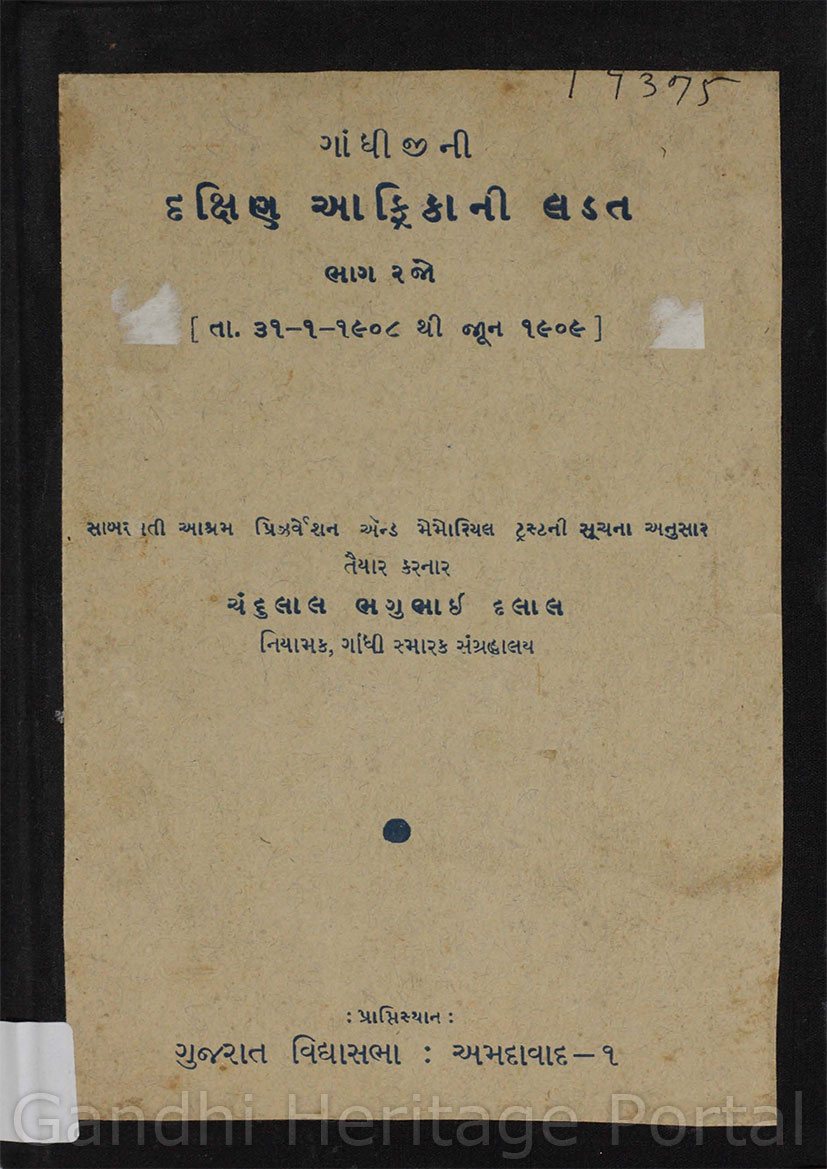 17375
ગાંધીજીની
દક્ષિણ આફ્રિકાની લડત
ભાગ ૨જો
[ તા. ૩૧–૧–૧૯૦૮ થી જૂન ૧૯૦૯ ]
સાબરમતી આશ્રમ પ્રિઝર્વેશન ઍન્ડ મેમોરિયલ ટ્રસ્ટની સૂચના અનુસાર
તૈયાર કરનાર
ચંદુલાલ ભગુભાઈ દલાલ
નિયામક, ગાંધી સ્મારક સંગ્રહાલય
: પ્રાપ્તિસ્થાન :
ગુજરાત વિદ્યાસભા : અમદાવાદ – ૧
Gandhi Heritage Portal